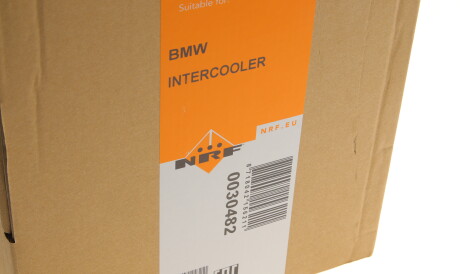 Suitable for:
BMW
INTERCOOLER
NRF.EU
NRF
0030482